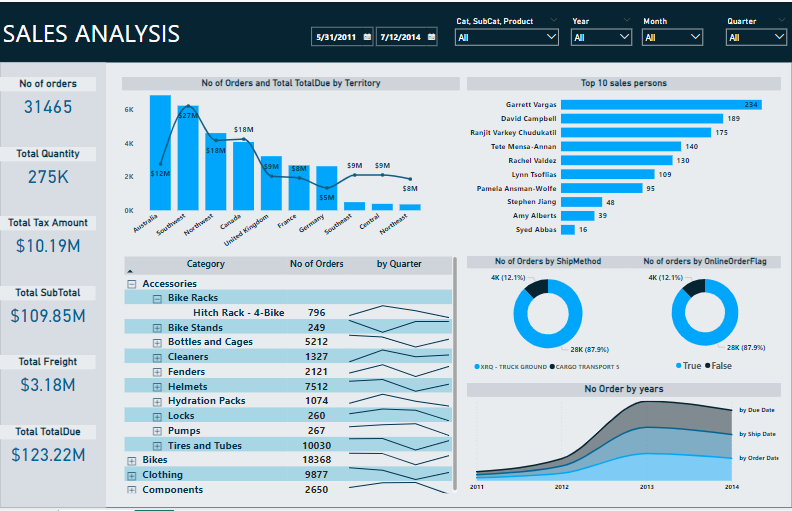 SALES ANALYSIS
5/31/2011
7/12/2014
Cat, SubCat, Product
All
Year
All
Month
All
Quarter
All
No of orders
31465
Total Quantity
275K
Total Tax Amount
$10.19M
Total SubTotal
$109.85M
Total Freight
$3.18M
Total TotalDue
$123.22M
No of Orders and Total TotalDue by Territory
6K
4K
2K
0K
$12M
$27M
$18M
$18M
$9M
$8M
$5M
$9M
$9M
$8M
Australia
Southwest
Northwest
Canada
United Kingdom
France
Germany
Southeast
Central
Northeast
Top 10 sales persons
Garrett Vargas 234
David Campbell 189
Ranjit Varkey Chudukatil 175
Tete Mensa-Annan 140
Rachel Valdez 130
Lynn Tsoflias 109
Pamela Ansman-Wolfe 95
Stephen Jiang 48
Amy Alberts 39
Syed Abbas 16
Category No of Orders by Quarter
Accessories
Bike Racks
Hitch Rack - 4-Bike 796
Bike Stands 249
Bottles and Cages 5212
Cleaners 1327
Fenders 2121
Helmets 7512
Hydration Packs 1074
Locks 260
Pumps 267
Tires and Tubes 10030
Bikes 18368
Clothing 9877
Components 2650
No of Orders by ShipMethod
4K (12.1%)
28K (87.9%)
XRQ - TRUCK GROUND CARGO TRANSPORT 5
No of orders by OnlineOrderFlag
4K (12.1%)
28K (87.9%)
True False
No Order by years
by Due Date
by Ship Date
by Order Date
2011 2012 2013 2014